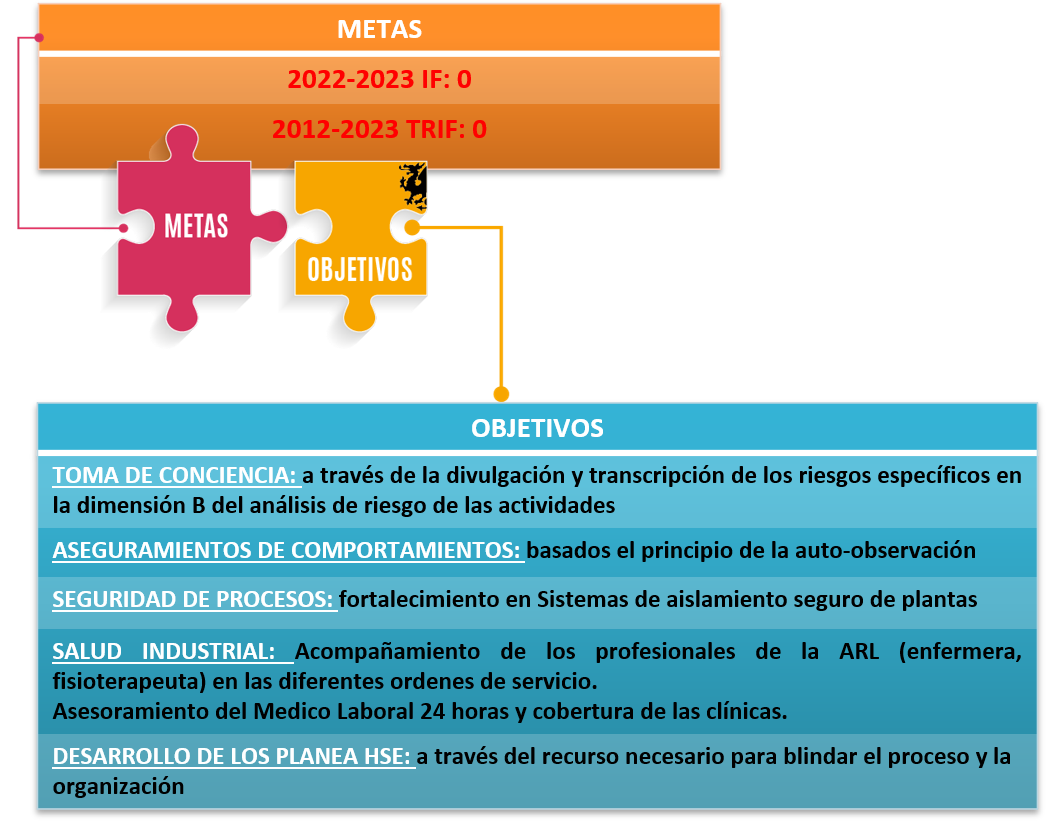 METAS
2022-2023 IF: 0
2012-2023 TRIF: 0
METAS
OBJETIVOS
OBJETIVOS
TOMA DE CONCIENCIA: a través de la divulgación y transcripción de los riesgos específicos en
la dimensión B del análisis de riesgo de las actividades
ASEGURAMIENTOS DE COMPORTAMIENTOS: basados el principio de la auto-observación
SEGURIDAD DE PROCESOS: fortalecimiento en Sistemas de aislamiento seguro de plantas
SALUD INDUSTRIAL: Acompañamiento de los profesionales de la ARL (enfermera,
fisioterapeuta) en las diferentes ordenes de servicio.
Asesoramiento del Medico Laboral 24 horas y cobertura de las clínicas.
DESARROLLO DE LOS PLANEA HSE: a través del recurso necesario para blindar el proceso y la
organización